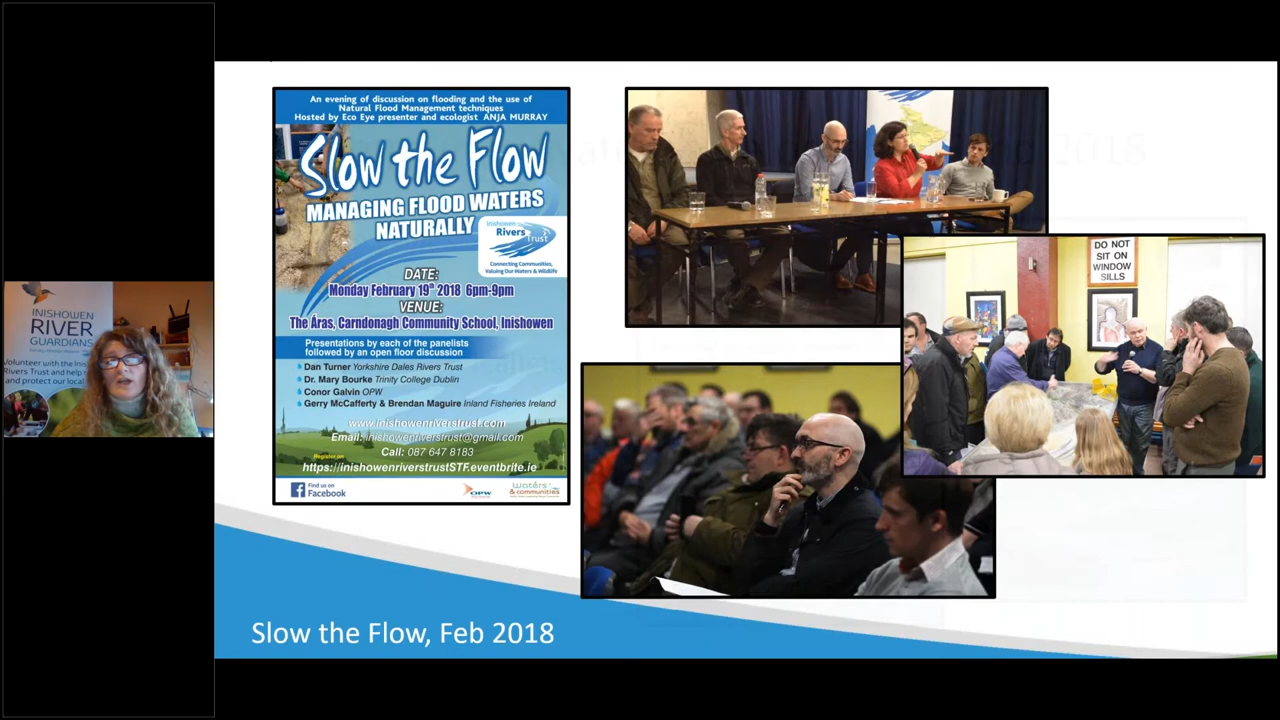 INISHOWEN
RIVER
GUARDIANS
Volunteer with the Inis
Rivers Trust and help
and protect our local
An evening of discussion on flooding and the use of
Natural Flood Management techniques
Hosted by Eco Eye presenter and ecologist ANJA MURRAY
Slow the Flow
MANAGING FLOOD WATERS
NATURALLY
Inishowen
Rivers Trust
Connecting Communities,
Valuing Our Waters & Wildlife
DATE:
Monday February 19th 2018 6pm-9pm
VENUE:
The Áras, Carndonagh Community School, Inishowen
Presentations by each of the panelists
followed by an open floor discussion
Dan Turner Yorkshire Dales Rivers Trust
Dr. Mary Bourke Trinity College Dublin
Conor Galvin OPW
Gerry McCafferty & Brendan Maguire Inland Fisheries Ireland
www.inishowenriverstrust.com
Email: inishowenriverstrust@gmail.com
Call: 087 647 8183
Register on
https://inishowenriverstrustSTF.eventbrite.ie
Find us on
Facebook
OPW
waters
& communities
DO NOT
SIT ON
WINDOW
SILLS
Slow the Flow, Feb 2018